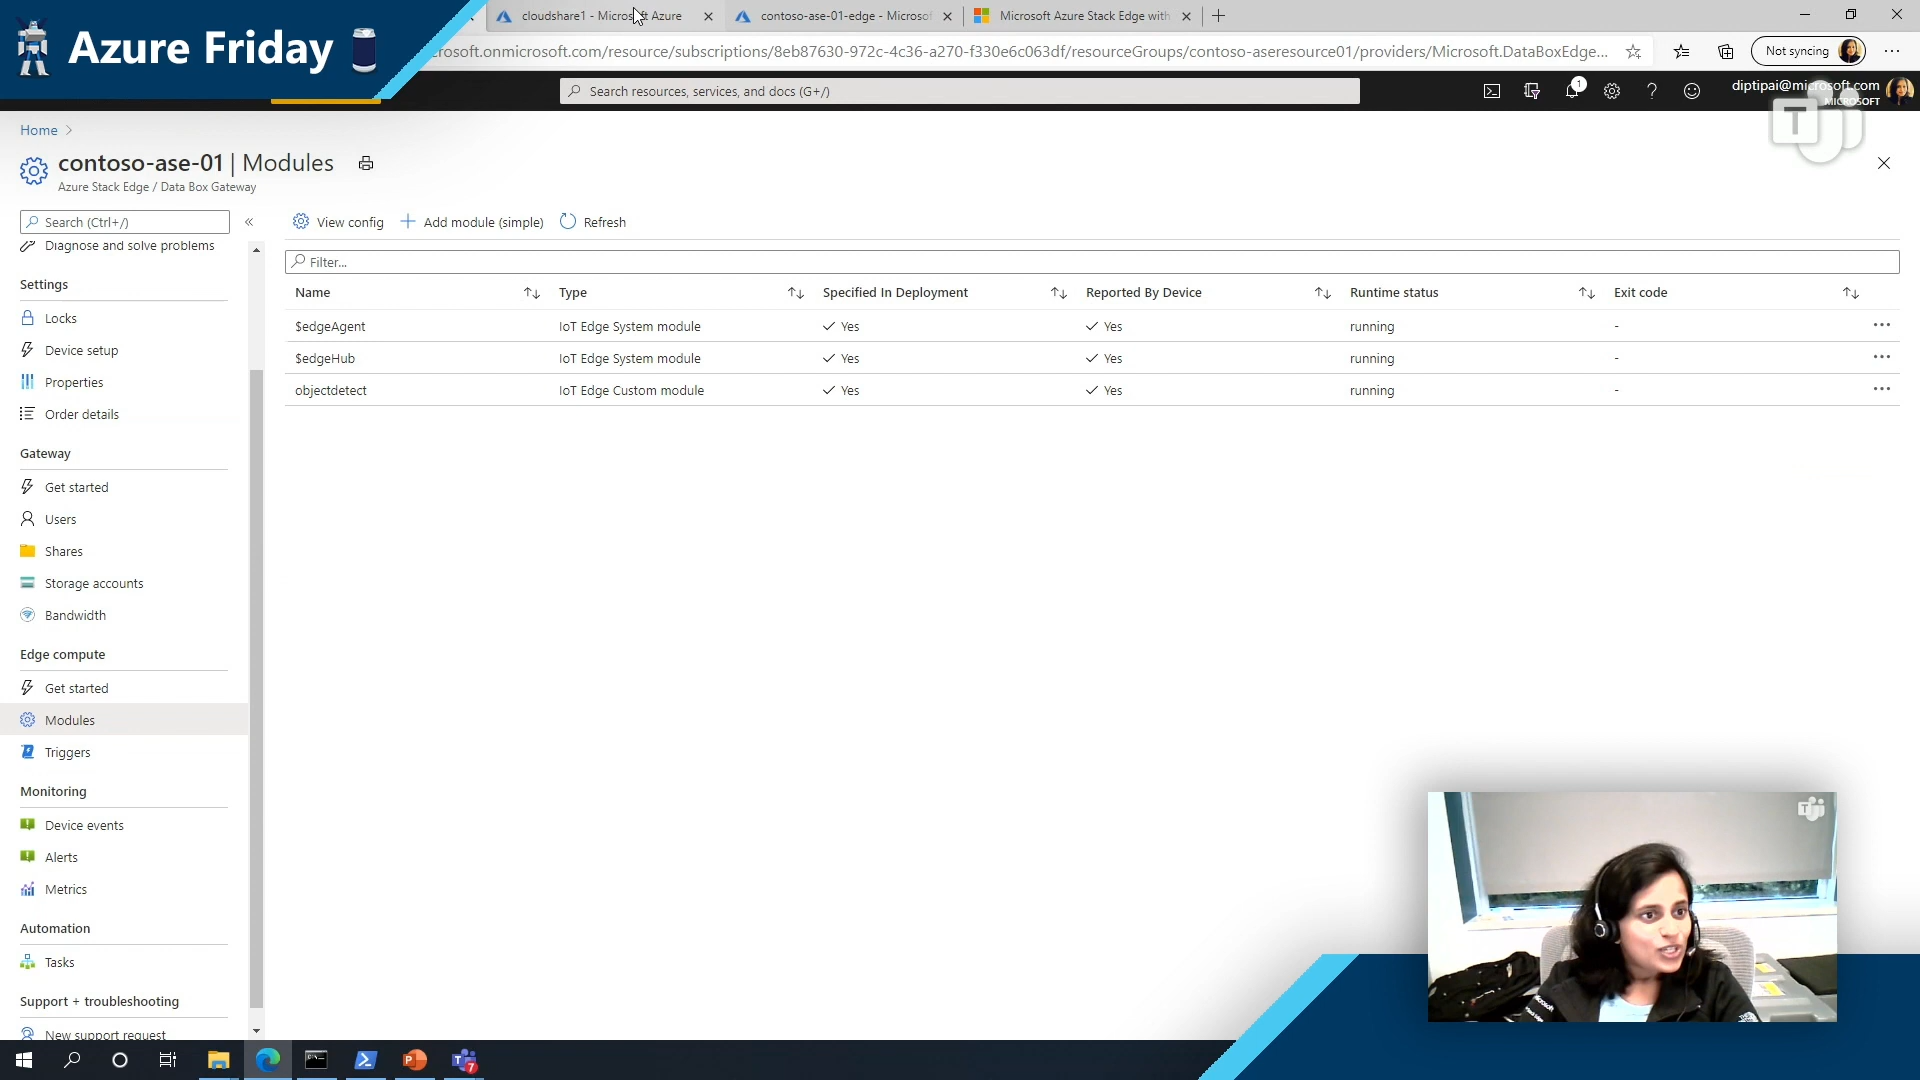 Azure Friday
cloudshare1 - Microsoft Azure
contoso-ase-01-edge - Microsof
Microsoft Azure Stack Edge with
rosoft.onmicrosoft.com/resource/subscriptions/8eb87630-972c-4c36-a270-f330e6c063df/resourceGroups/contoso-aseresource01/providers/Microsoft.DataBoxEdge...
Not syncing
Search resources, services, and docs (G+/)
1
diptipai@microsoft.com
MICROSOFT
T
Home
contoso-ase-01 | Modules
Azure Stack Edge / Data Box Gateway
Search (Ctrl+/)
«
View config
Add module (simple)
Refresh
Diagnose and solve problems
Filter...
Settings
Name
Type
Specified In Deployment
Reported By Device
Runtime status
Exit code
$edgeAgent
IoT Edge System module
Yes
Yes
running
-
$edgeHub
IoT Edge System module
Yes
Yes
running
-
objectdetect
IoT Edge Custom module
Yes
Yes
running
-
Locks
Device setup
Properties
Order details
Gateway
Get started
Users
Shares
Storage accounts
Bandwidth
Edge compute
Get started
Modules
Triggers
Monitoring
Device events
Alerts
Metrics
Automation
Tasks
Support + troubleshooting
New support request
7